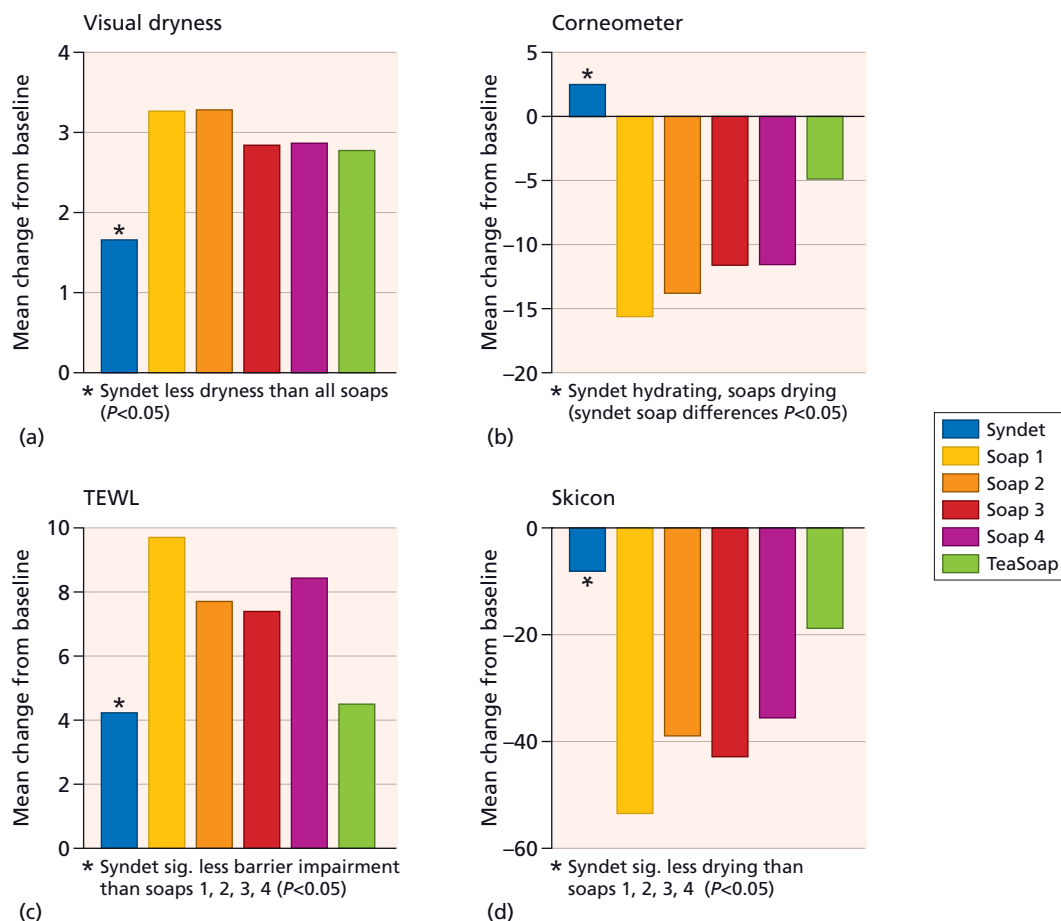 Visual dryness
Mean change from baseline
4
3
2
1
0
*
* Syndet less dryness than all soaps
(P<0.05)
(a)
Corneometer
Mean change from baseline
5
0
–5
–10
–15
–20
*
* Syndet hydrating, soaps drying
(syndet soap differences P<0.05)
(b)
Syndet
Soap 1
Soap 2
Soap 3
Soap 4
TeaSoap
TEWL
Mean change from baseline
10
8
6
4
2
0
*
* Syndet sig. less barrier impairment
than soaps 1, 2, 3, 4 (P<0.05)
(c)
Skicon
Mean change from baseline
0
–20
–40
–60
*
* Syndet sig. less drying than
soaps 1, 2, 3, 4 (P<0.05)
(d)